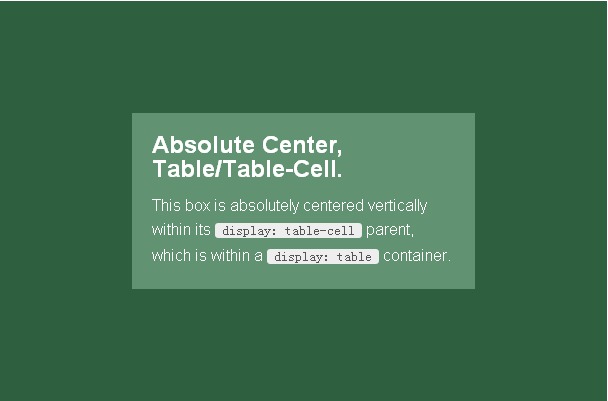 Absolute Center,
Table/Table-Cell.
This box is absolutely centered vertically
within its display: table-cell parent,
which is within a display: table container.